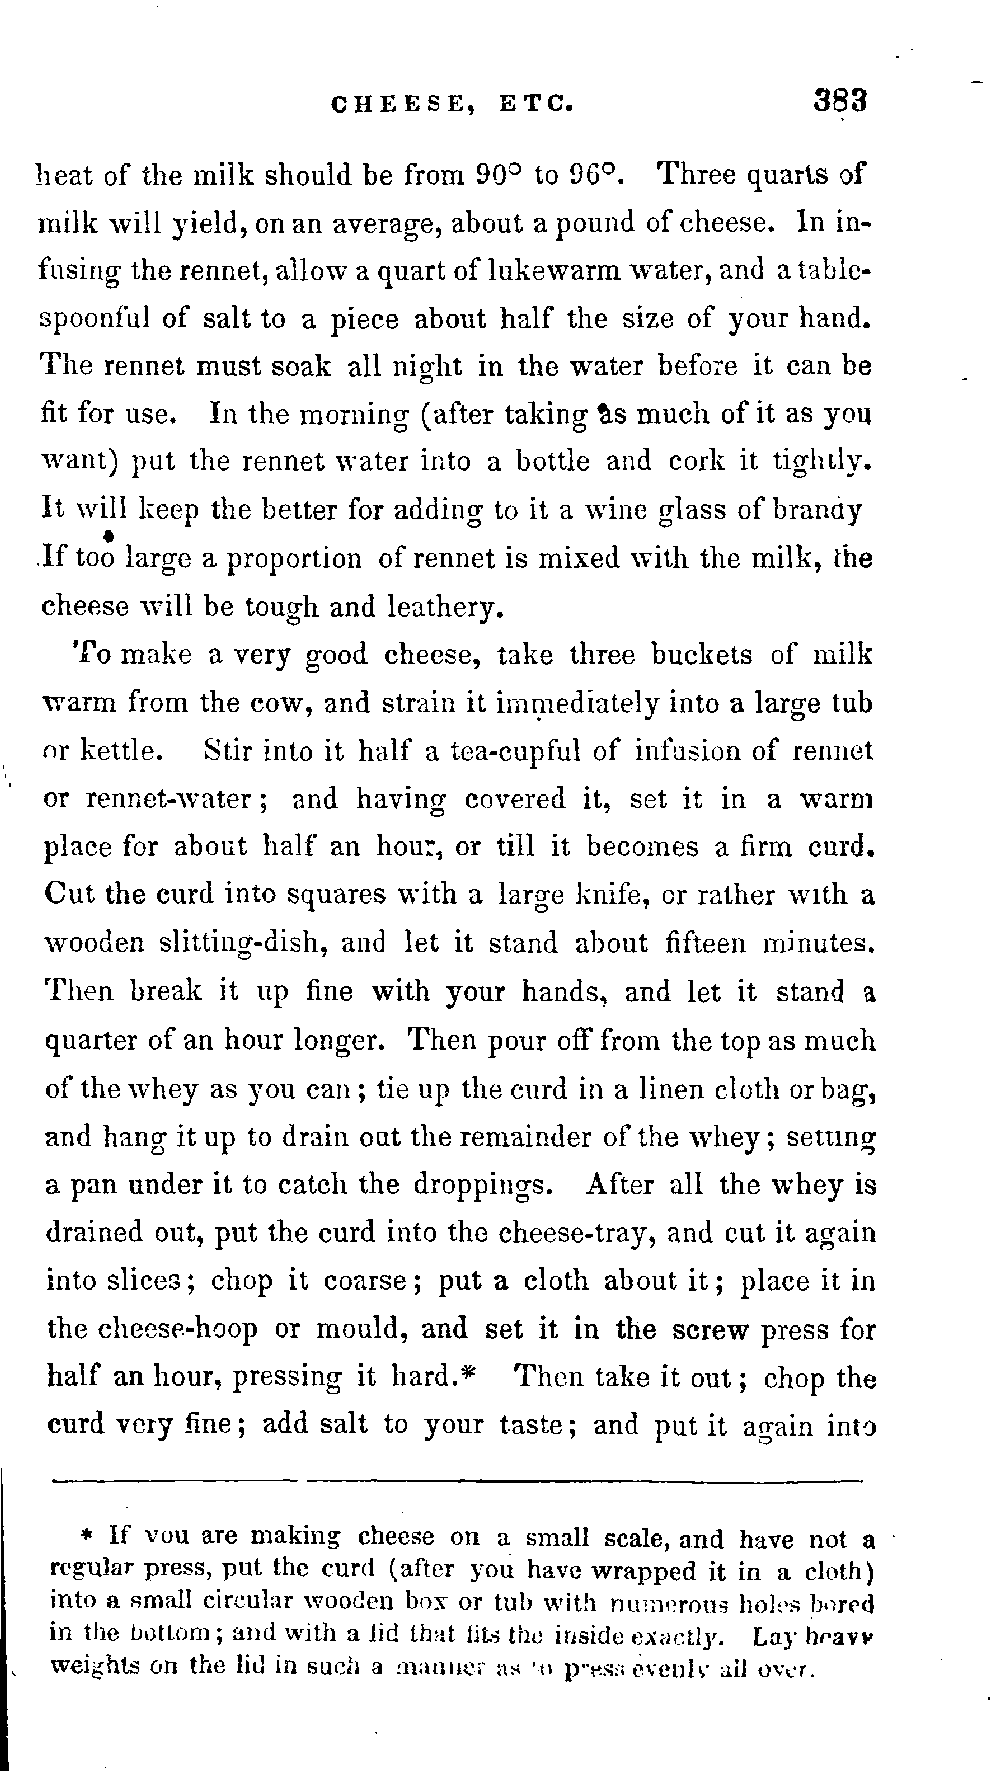 CHEESE, ETC. 383
heat of the milk should be from 90° to 96°. Three quarts of
milk will yield, on an average, about a pound of cheese. In in-
fusing the rennet, allow a quart of lukewarm water, and a table-
spoonful of salt to a piece about half the size of your hand.
The rennet must soak all night in the water before it can be
fit for use. In the morning (after taking as much of it as you
want) put the rennet water into a bottle and cork it tightly.
It will keep the better for adding to it a wine glass of brandy
If too large a proportion of rennet is mixed with the milk, the
cheese will be tough and leathery.
To make a very good cheese, take three buckets of milk
warm from the cow, and strain it immediately into a large tub
or kettle. Stir into it half a tea-cupful of infusion of rennet
or rennet-water; and having covered it, set it in a warm
place for about half an hour, or till it becomes a firm curd.
Cut the curd into squares with a large knife, or rather with a
wooden slitting-dish, and let it stand about fifteen minutes.
Then break it up fine with your hands, and let it stand a
quarter of an hour longer. Then pour off from the top as much
of the whey as you can; tie up the curd in a linen cloth or bag,
and hang it up to drain out the remainder of the whey; setting
a pan under it to catch the droppings. After all the whey is
drained out, put the curd into the cheese-tray, and cut it again
into slices; chop it coarse; put a cloth about it; place it in
the cheese-hoop or mould, and set it in the screw press for
half an hour, pressing it hard.* Then take it out; chop the
curd very fine; add salt to your taste; and put it again into
* If you are making cheese on a small scale, and have not a
regular press, put the curd (after you have wrapped it in a cloth)
into a small circular wooden box or tub with numerous holes bored
in the bottom; and with a lid that fits the inside exactly. Lay heavy
weights on the lid in such a manner as to press evenly all over.